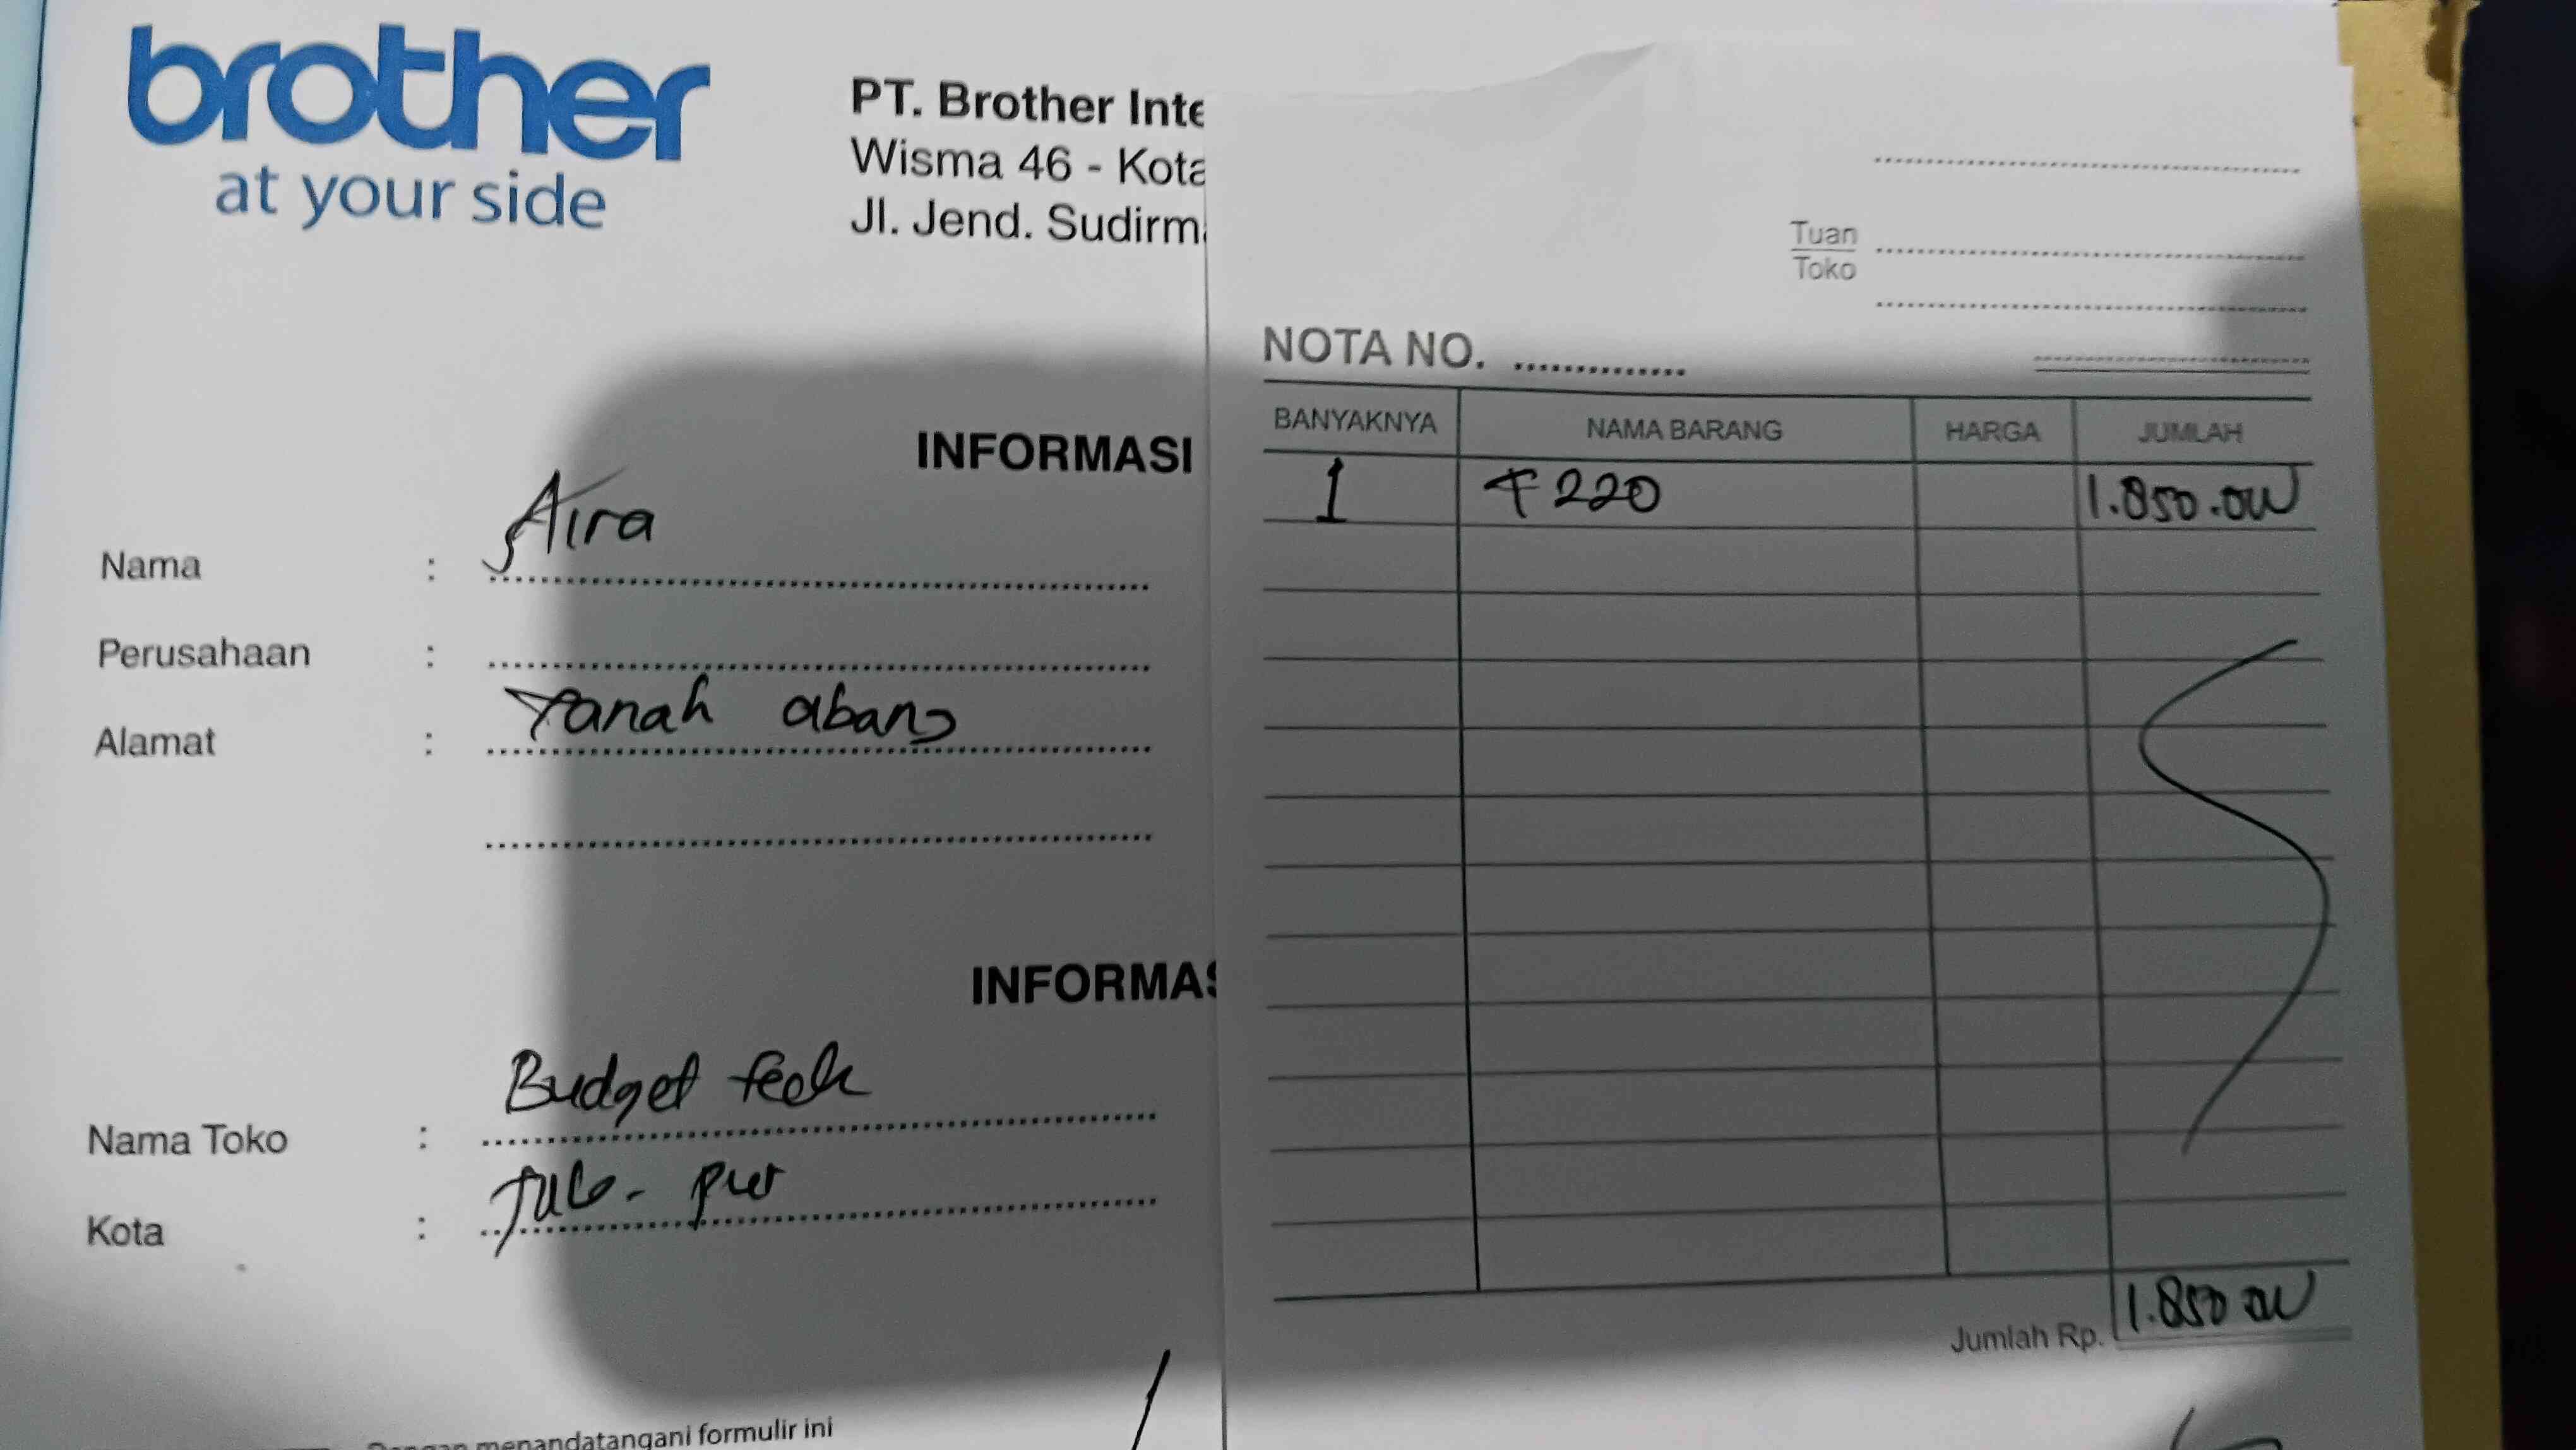 brother
at your side
PT. Brother Inte
Wisma 46 - Kota
Jl. Jend. Sudirma
INFORMASI
Nama : Aira
Perusahaan :
Alamat : Tanah abang
INFORMAS
Nama Toko : Budget Tech
Kota :
menandatangani formulir ini
Tuan
Toko
NOTA NO.
BANYAKNYA NAMA BARANG HARGA JUMLAH
1 T220 1.850.000
Jumlah Rp. 1.850.000